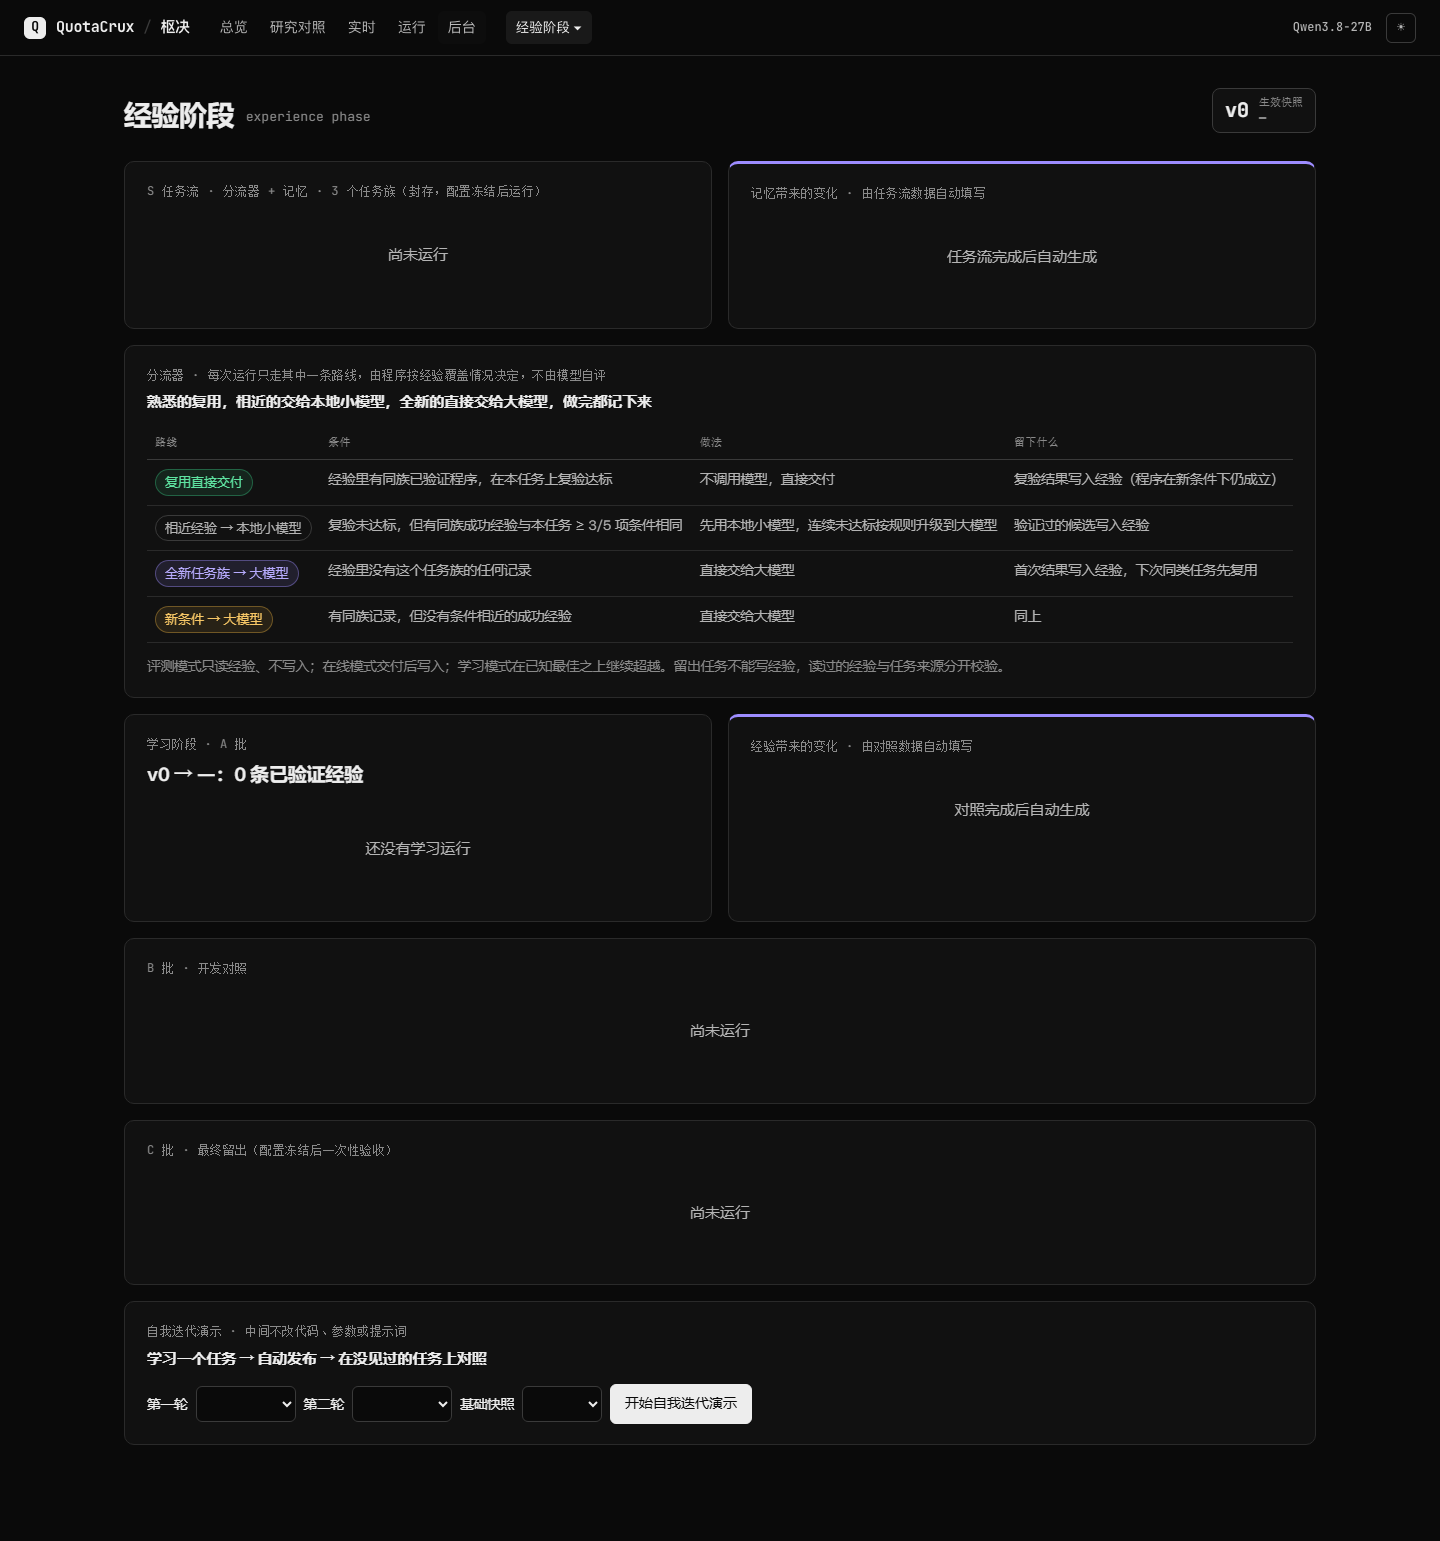 Q QuotaCrux / 枢决 总览 研究对照 实时 运行 后台 经验阶段 Qwen3.8-27B ☀
经验阶段 experience phase
v0 生效快照 —
S 任务流 · 分流器 + 记忆 · 3 个任务族（封存，配置冻结后运行）
尚未运行
记忆带来的变化 · 由任务流数据自动填写
任务流完成后自动生成
分流器 · 每次运行只走其中一条路线，由程序按经验覆盖情况决定，不由模型自评
熟悉的复用，相近的交给本地小模型，全新的直接交给大模型，做完都记下来
路线 条件 做法 留下什么
复用直接交付 经验里有同族已验证程序，在本任务上复验达标 不调用模型，直接交付 复验结果写入经验（程序在新条件下仍成立）
相近经验 → 本地小模型 复验未达标，但有同族成功经验与本任务 ≥ 3/5 项条件相同 先用本地小模型，连续未达标按规则升级到大模型 验证过的候选写入经验
全新任务族 → 大模型 经验里没有这个任务族的任何记录 直接交给大模型 首次结果写入经验，下次同类任务先复用
新条件 → 大模型 有同族记录，但没有条件相近的成功经验 直接交给大模型 同上
评测模式只读经验、不写入；在线模式交付后写入；学习模式在已知最佳之上继续超越。留出任务不能写经验，读过的经验与任务来源分开校验。
学习阶段 · A 批
v0 → —：0 条已验证经验
还没有学习运行
经验带来的变化 · 由对照数据自动填写
对照完成后自动生成
B 批 · 开发对照
尚未运行
C 批 · 最终留出（配置冻结后一次性验收）
尚未运行
自我迭代演示 · 中间不改代码、参数或提示词
学习一个任务 → 自动发布 → 在没见过的任务上对照
第一轮 第二轮 基础快照 开始自我迭代演示